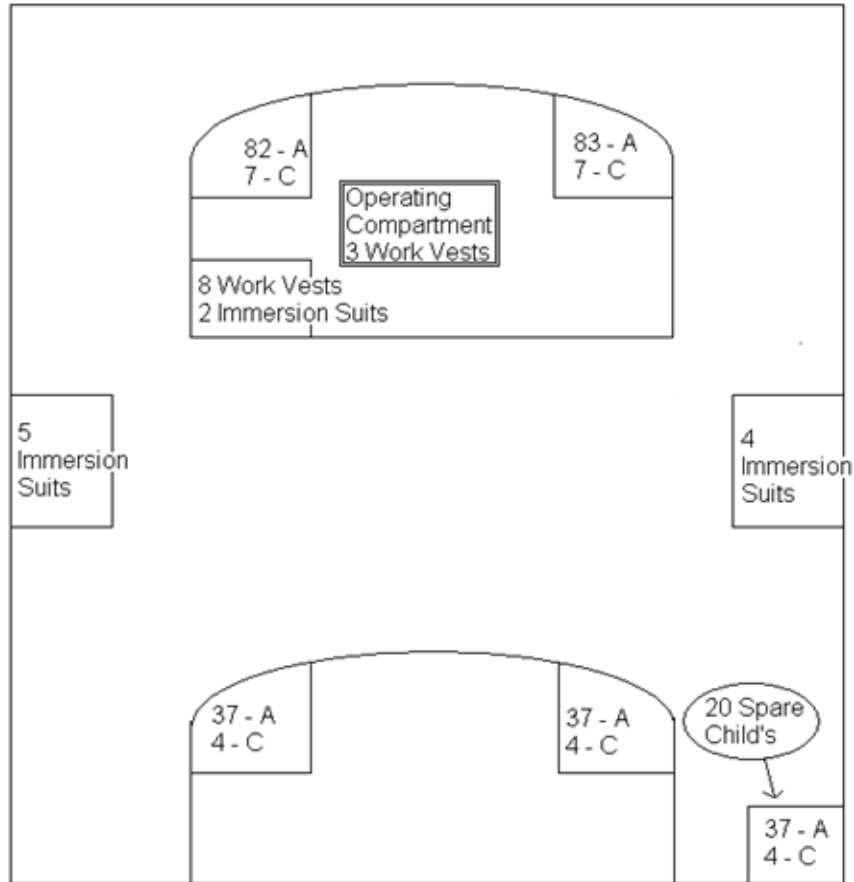 82 - A
7 - C
83 - A
7 - C
Operating
Compartment
3 Work Vests
8 Work Vests
2 Immersion Suits
5
Immersion
Suits
4
Immersion
Suits
37 - A
4 - C
37 - A
4 - C
20 Spare
Child's
37 - A
4 - C